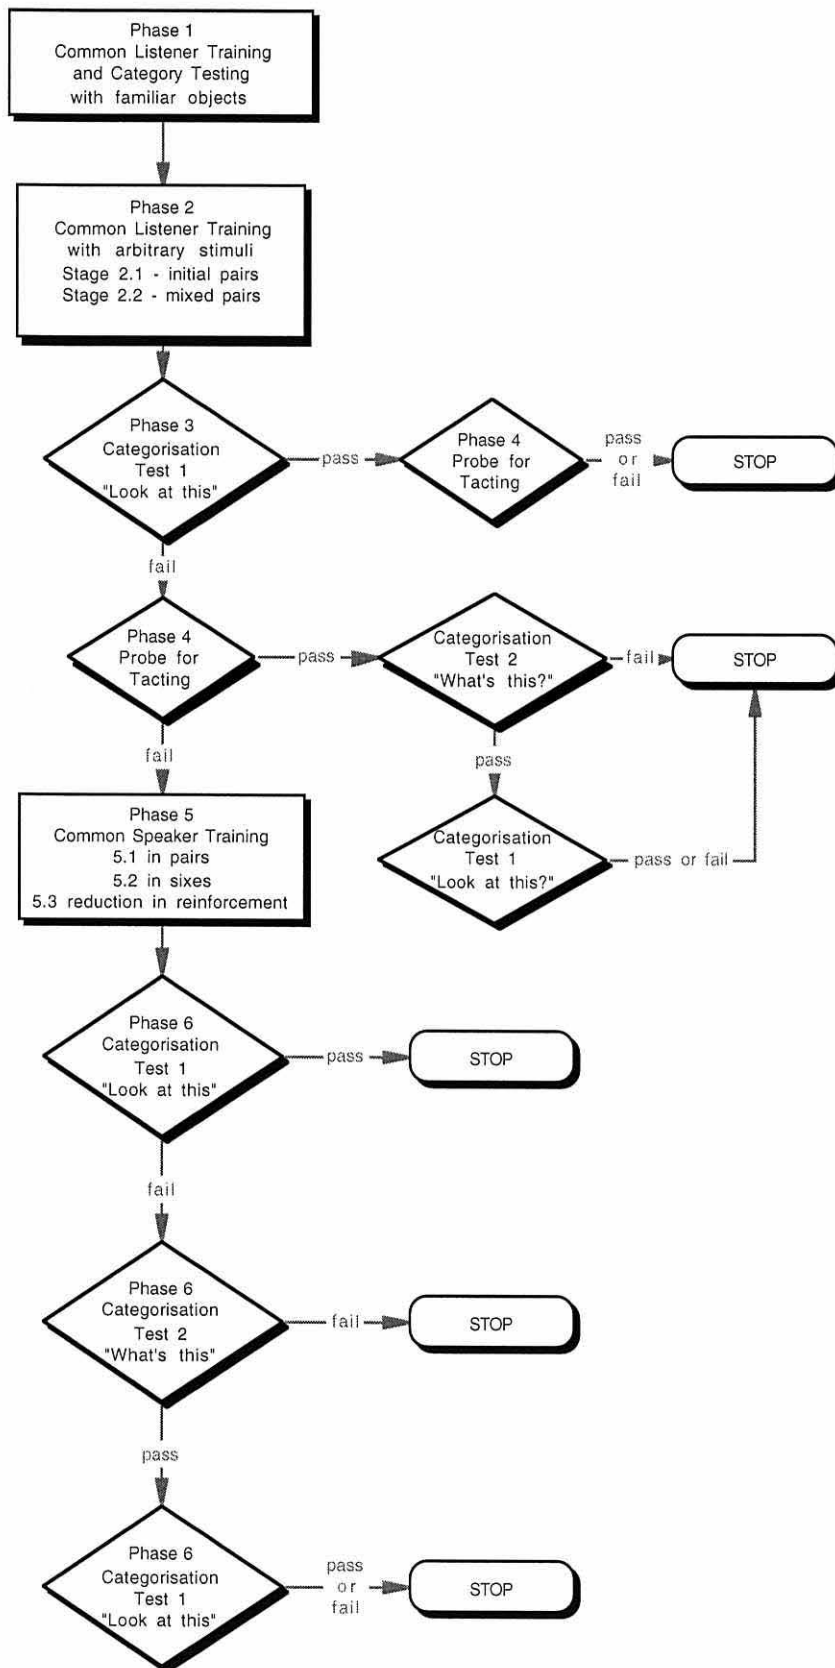 Phase 1
Common Listener Training
and Category Testing
with familiar objects
Phase 2
Common Listener Training
with arbitrary stimuli
Stage 2.1 - initial pairs
Stage 2.2 - mixed pairs
Phase 3
Categorisation
Test 1
"Look at this"
pass
Phase 4
Probe for
Tacting
pass
or
fail
STOP
fail
Phase 4
Probe for
Tacting
pass
Categorisation
Test 2
"What's this?"
fail
STOP
fail
pass
Phase 5
Common Speaker Training
5.1 in pairs
5.2 in sixes
5.3 reduction in reinforcement
Categorisation
Test 1
"Look at this?"
pass or fail
Phase 6
Categorisation
Test 1
"Look at this"
pass
STOP
fail
Phase 6
Categorisation
Test 2
"What's this"
fail
STOP
pass
Phase 6
Categorisation
Test 1
"Look at this"
pass
or
fail
STOP